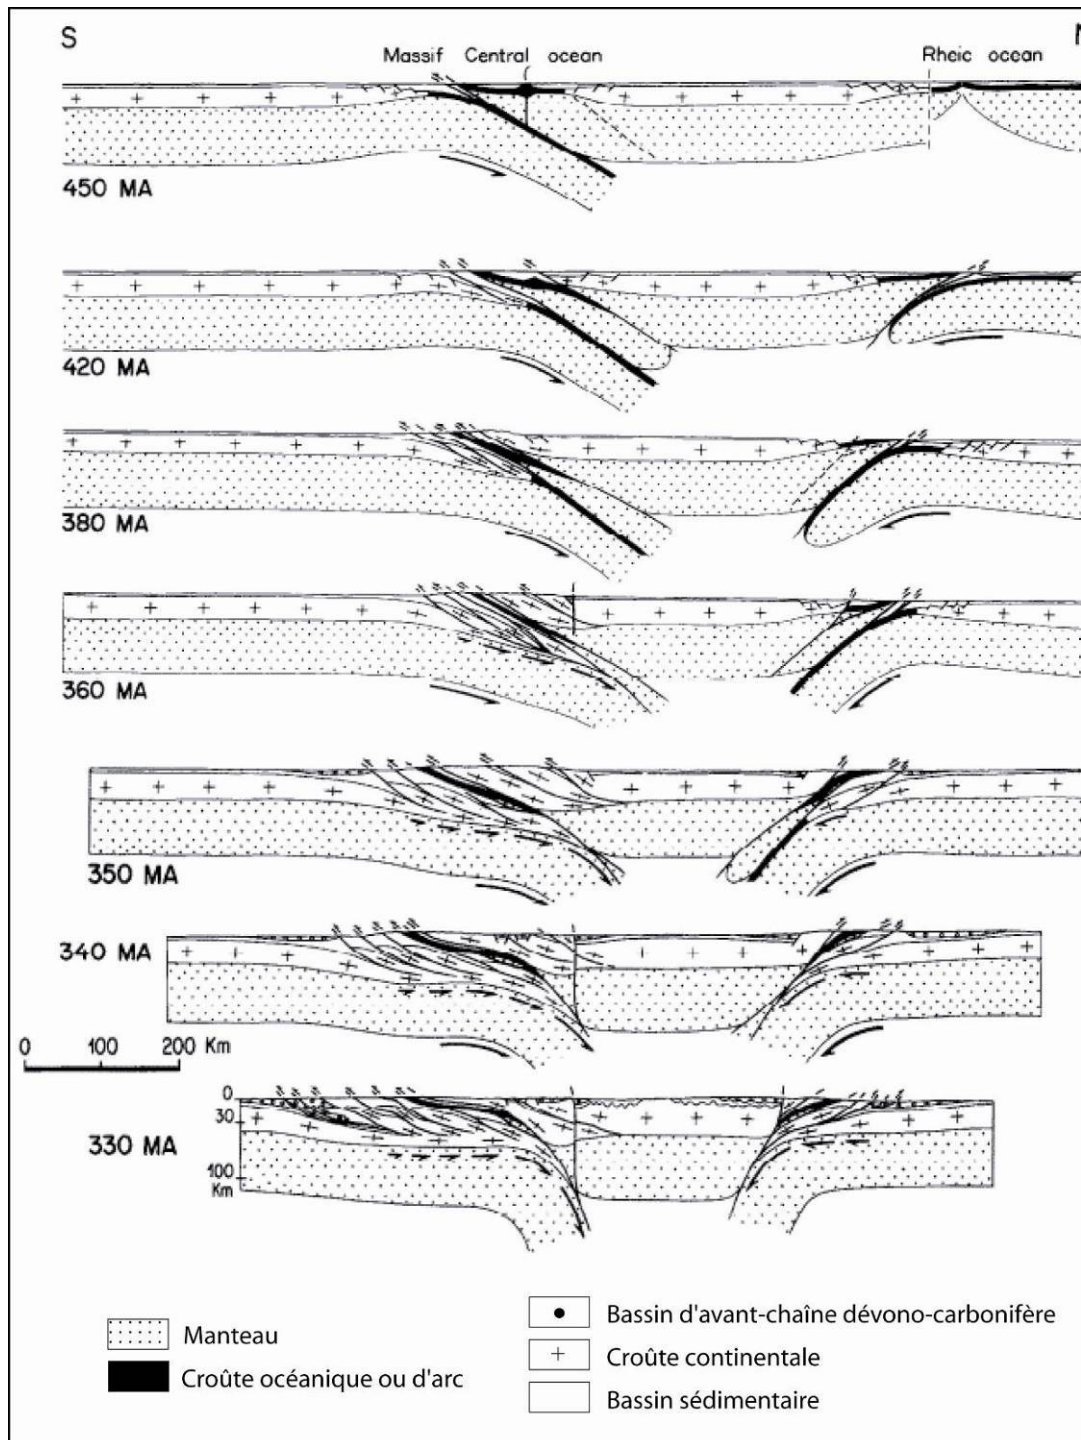 S
Massif Central ocean
Rheic ocean
450 MA
420 MA
380 MA
360 MA
350 MA
340 MA
0 100 200 Km
0
30
100
Km
330 MA
Manteau
Croûte océanique ou d'arc
Bassin d'avant-chaîne dévono-carbonifère
Croûte continentale
Bassin sédimentaire